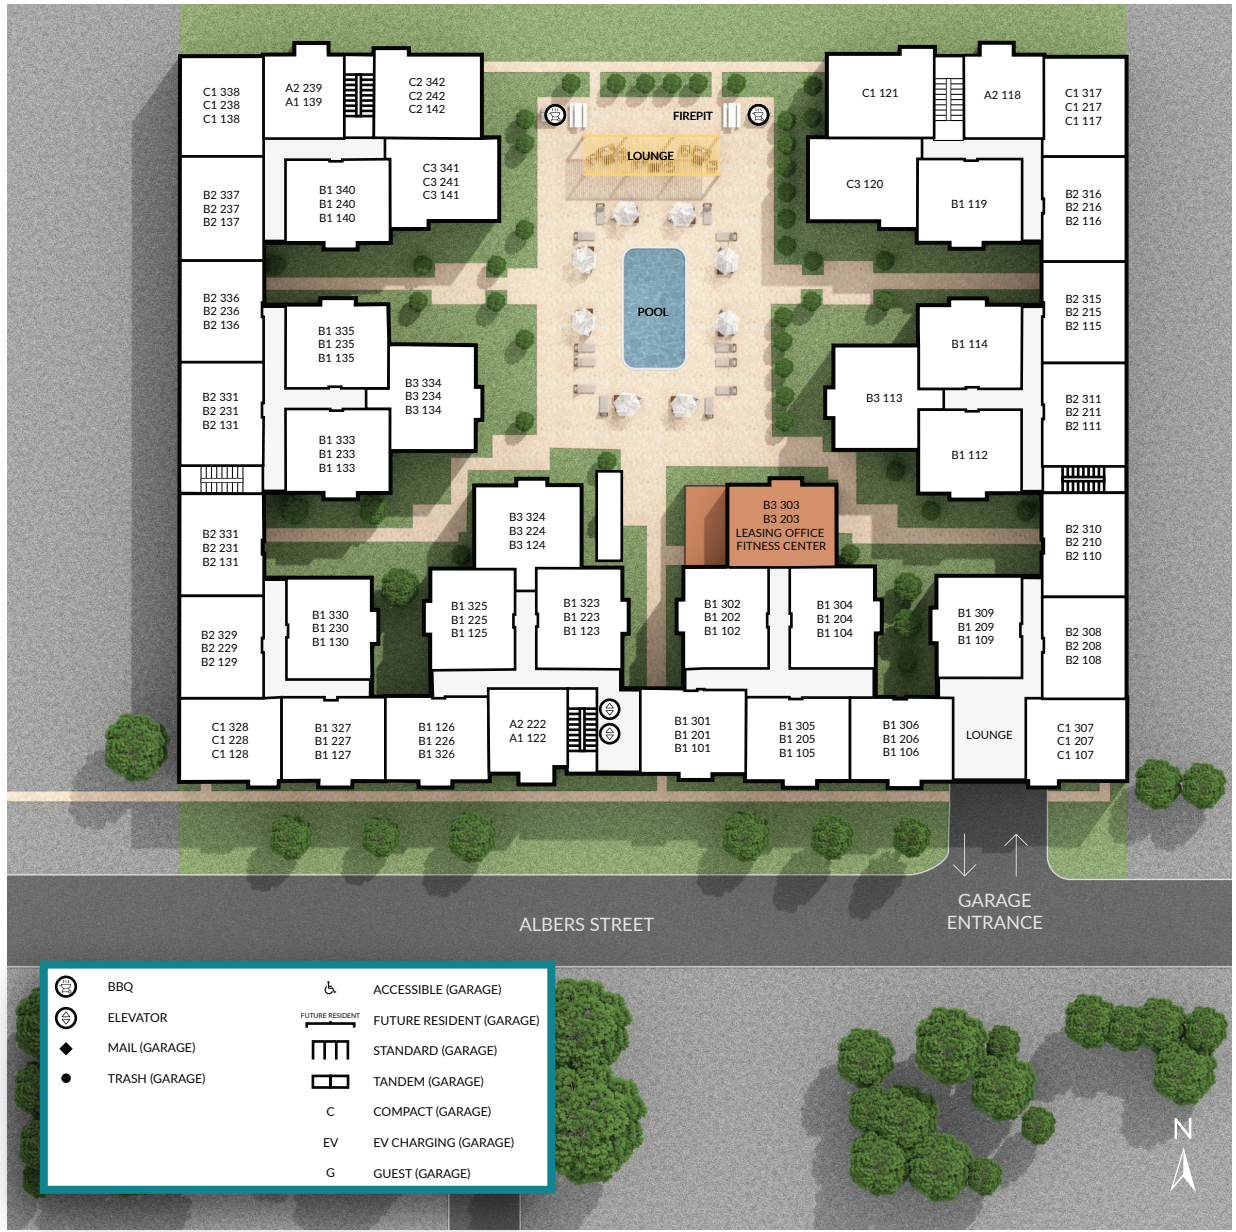 C1 338
C1 238
C1 138
A2 239
A1 139
C2 342
C2 242
C2 142
FIREPIT
C1 121
A2 118
C1 317
C1 217
C1 117
LOUNGE
B2 337
B2 237
B2 137
B1 340
B1 240
B1 140
C3 341
C3 241
C3 141
C3 120
B1 119
B2 316
B2 216
B2 116
B2 336
B2 236
B2 136
B1 335
B1 235
B1 135
POOL
B1 114
B2 315
B2 215
B2 115
B2 331
B2 231
B2 131
B3 334
B3 234
B3 134
B3 113
B2 311
B2 211
B2 111
B1 333
B1 233
B1 133
B1 112
B2 331
B2 231
B2 131
B3 324
B3 224
B3 124
B3 303
B3 203
LEASING OFFICE
FITNESS CENTER
B2 310
B2 210
B2 110
B2 329
B2 229
B2 129
B1 330
B1 230
B1 130
B1 325
B1 225
B1 125
B1 323
B1 223
B1 123
B1 302
B1 202
B1 102
B1 304
B1 204
B1 104
B1 309
B1 209
B1 109
B2 308
B2 208
B2 108
C1 328
C1 228
C1 128
B1 327
B1 227
B1 127
B1 126
B1 226
B1 326
A2 222
A1 122
B1 301
B1 201
B1 101
B1 305
B1 205
B1 105
B1 306
B1 206
B1 106
LOUNGE
C1 307
C1 207
C1 107
ALBERS STREET
GARAGE
ENTRANCE
BBQ
ELEVATOR
MAIL (GARAGE)
TRASH (GARAGE)
ACCESSIBLE (GARAGE)
FUTURE RESIDENT FUTURE RESIDENT (GARAGE)
STANDARD (GARAGE)
TANDEM (GARAGE)
C COMPACT (GARAGE)
EV EV CHARGING (GARAGE)
G GUEST (GARAGE)
N